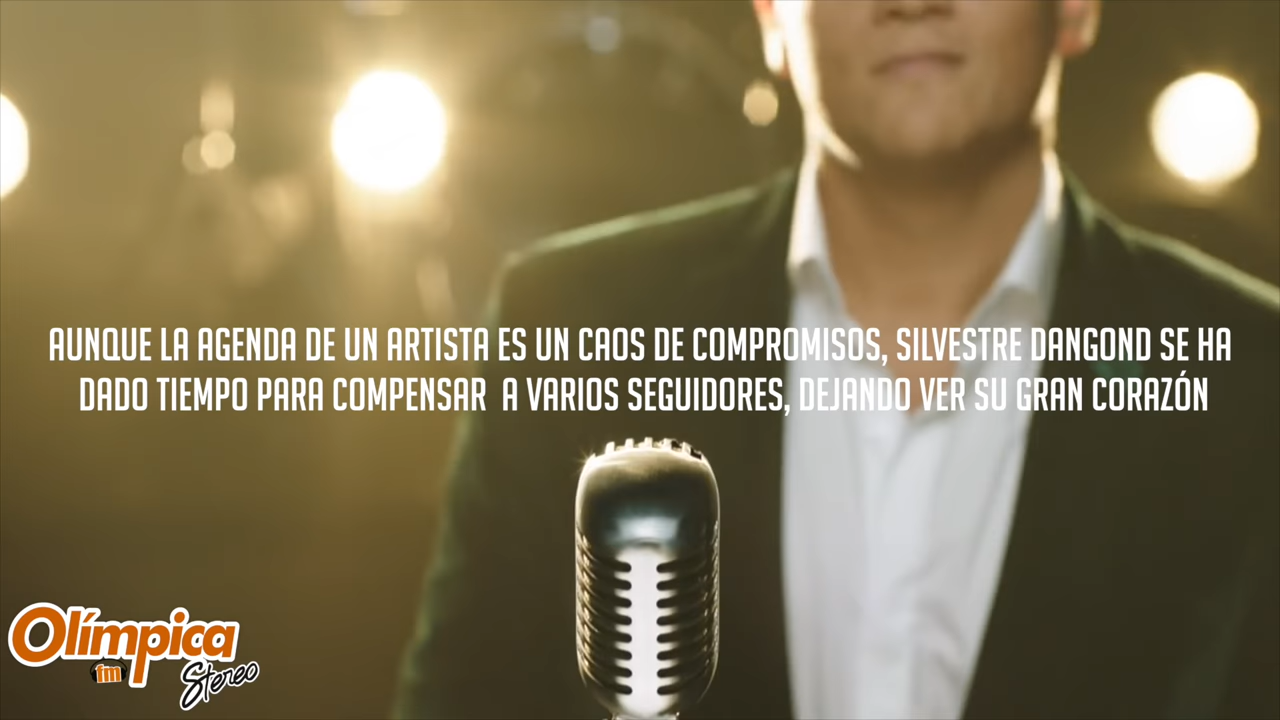 AUNQUE LA AGENDA DE UN ARTISTA ES UN CAOS DE COMPROMISOS, SILVESTRE DANGOND SE HA
DADO TIEMPO PARA COMPENSAR A VARIOS SEGUIDORES, DEJANDO VER SU GRAN CORAZÓN
Olímpica
fm
Stereo